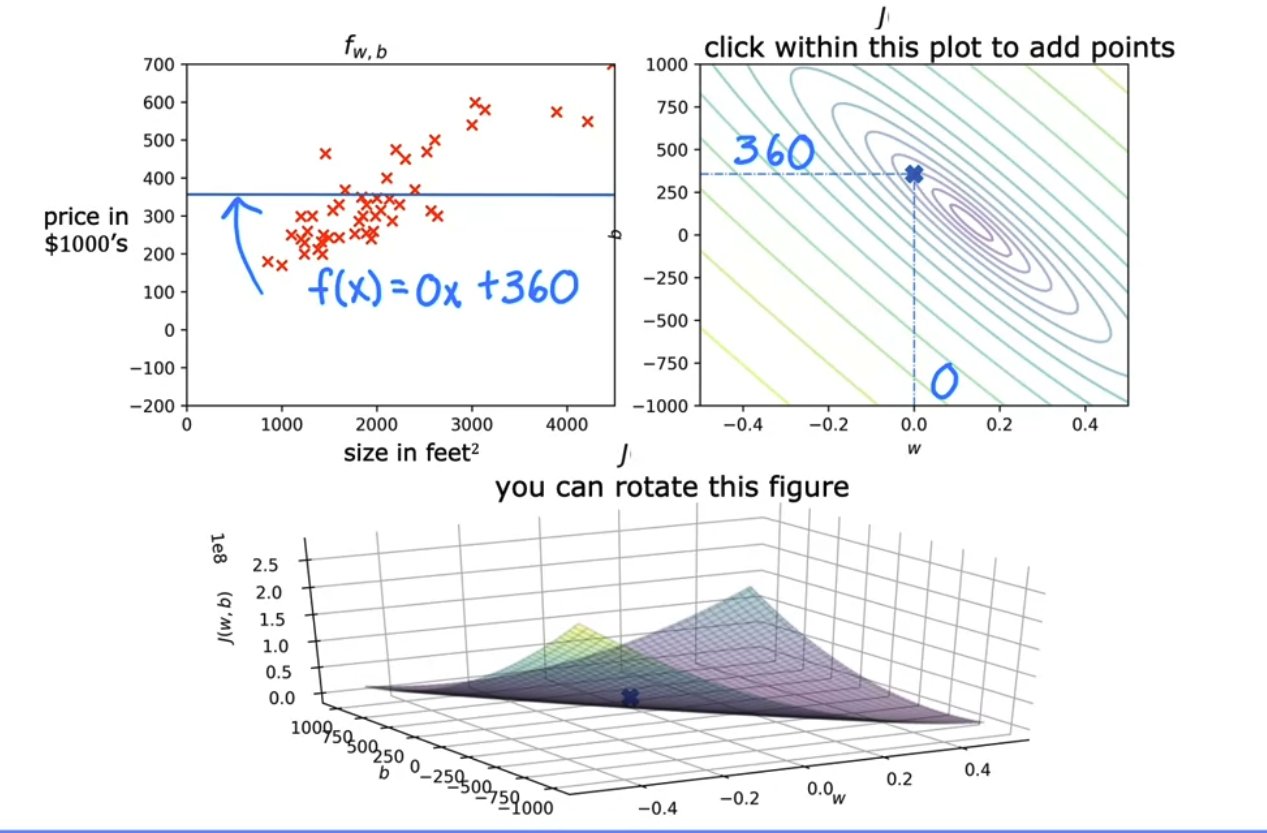 f w, b
700
600
500
400
300
200
100
0
−100
−200
price in
$1000's
f(x) = 0x + 360
0 1000 2000 3000 4000
size in feet²
J(
click within this plot to add points
1000
750
500
250
0
−250
−500
−750
−1000
b
360
0
−0.4 −0.2 0.0 0.2 0.4
w
J(
you can rotate this figure
1e8
J(w, b)
2.5
2.0
1.5
1.0
0.5
0.0
1000
750
500
250
0
−250
−500
−750
−1000
b
−0.4
−0.2
0.0
0.2
0.4
w